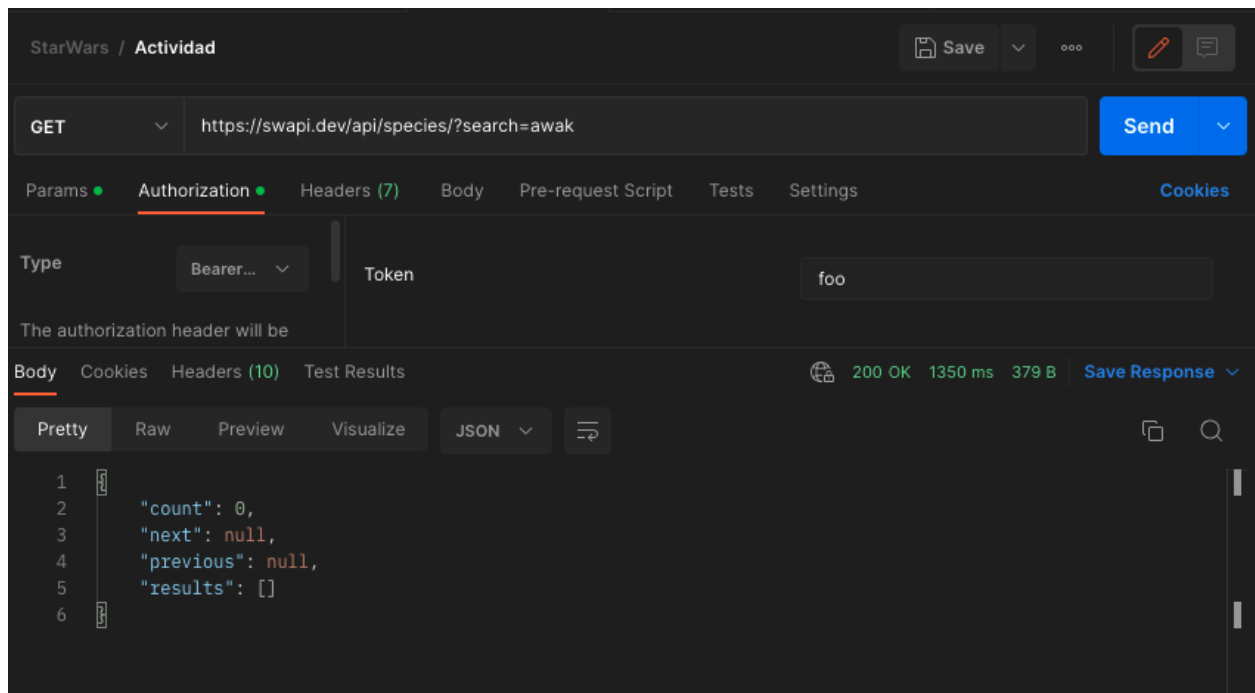 StarWars / Actividad Save ooo
GET https://swapi.dev/api/species/?search=awak Send
Params Authorization Headers (7) Body Pre-request Script Tests Settings Cookies
Type Bearer... Token foo
The authorization header will be
Body Cookies Headers (10) Test Results 200 OK 1350 ms 379 B Save Response
Pretty Raw Preview Visualize JSON
1 {
2 "count": 0,
3 "next": null,
4 "previous": null,
5 "results": []
6 }